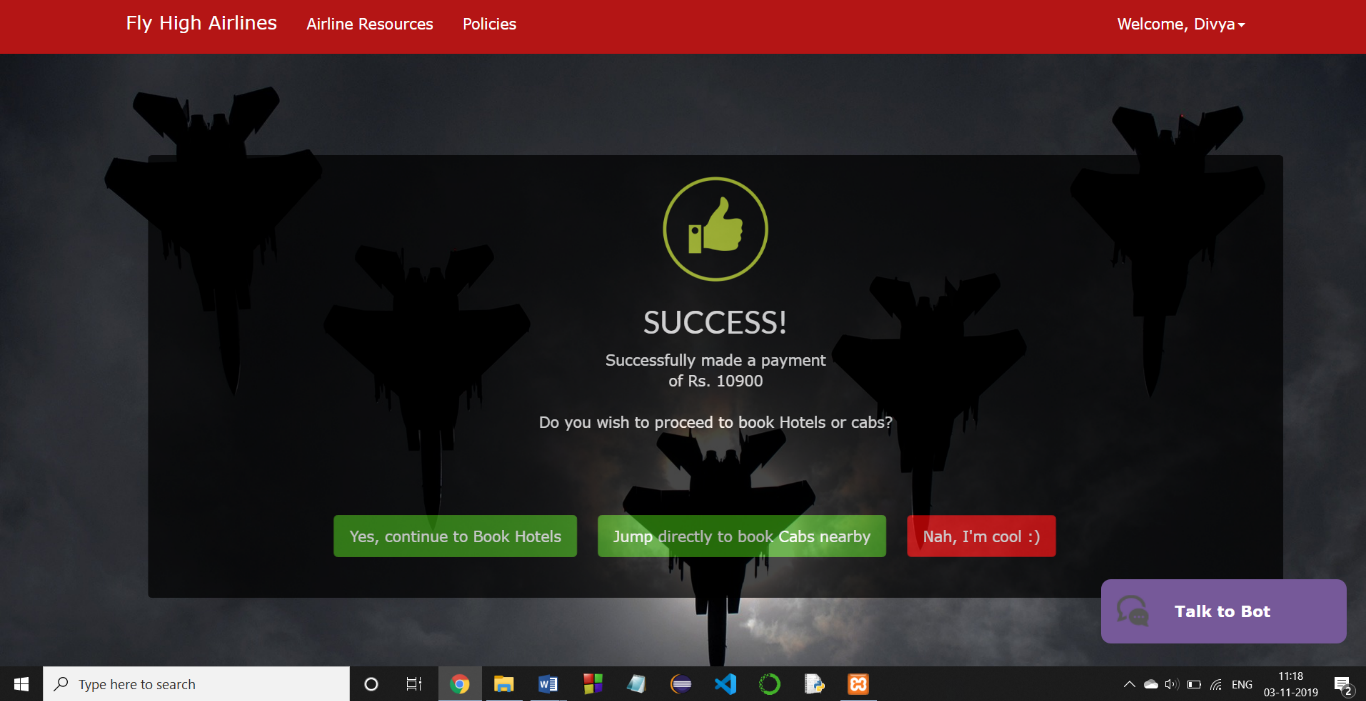 Fly High Airlines Airline Resources Policies Welcome, Divya
SUCCESS!
Successfully made a payment
of Rs. 10900
Do you wish to proceed to book Hotels or cabs?
Yes, continue to Book Hotels Jump directly to book Cabs nearby Nah, I'm cool :)
Talk to Bot
Type here to search ENG 11:18
03-11-2019 2